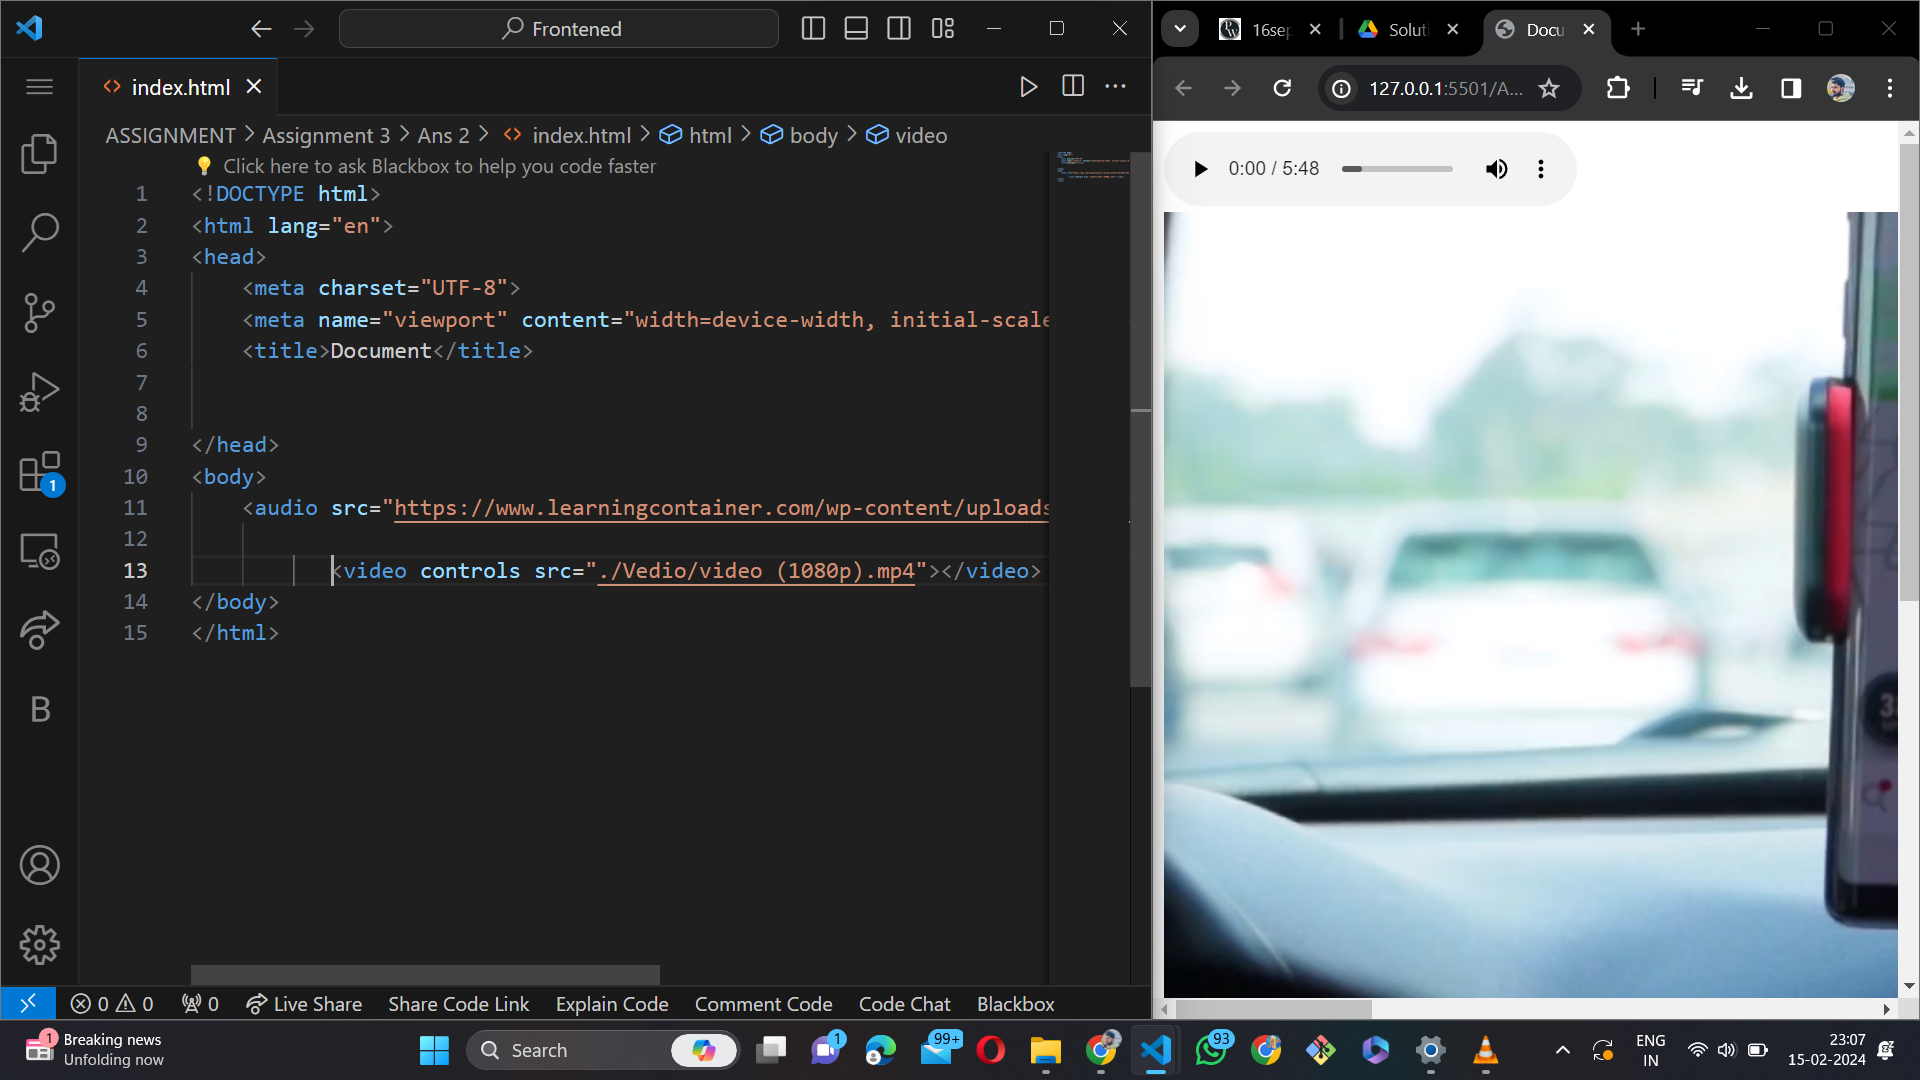 Frontened
16sep
Soluti
Docu
index.html
127.0.0.1:5501/A...
ASSIGNMENT > Assignment 3 > Ans 2 > index.html > html > body > video
Click here to ask Blackbox to help you code faster
1 <!DOCTYPE html>
2 <html lang="en">
3 <head>
4 <meta charset="UTF-8">
5 <meta name="viewport" content="width=device-width, initial-scale
6 <title>Document</title>
7
8
9 </head>
10 <body>
11 <audio src="https://www.learningcontainer.com/wp-content/uploads
12
13 <video controls src="./Vedio/video (1080p).mp4"></video>
14 </body>
15 </html>
0:00 / 5:48
1
B
0 0 0 Live Share Share Code Link Explain Code Comment Code Code Chat Blackbox
1
Breaking news
Unfolding now
Search
1
99+
93
ENG
IN
23:07
15-02-2024